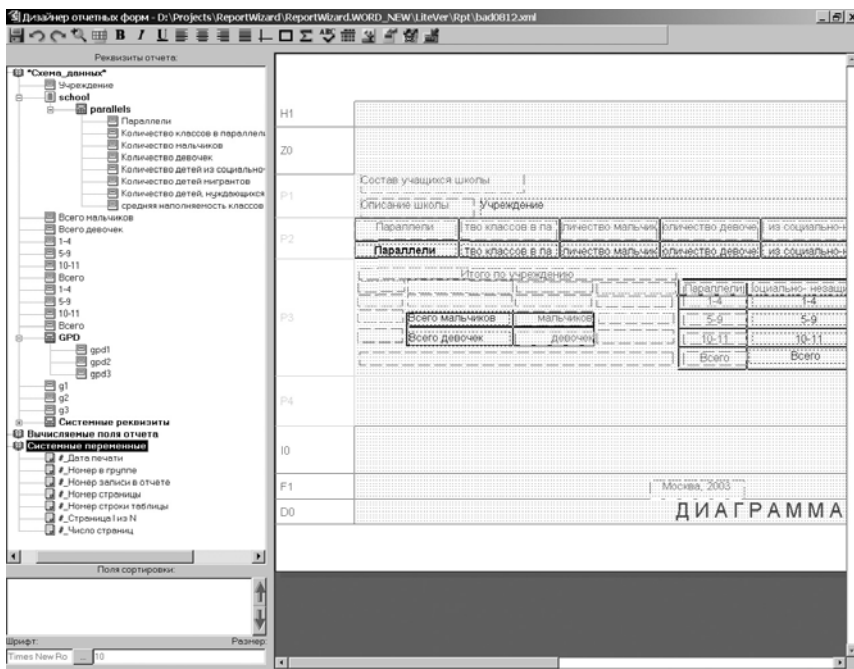 Дизайнер отчетных форм - D:\Projects\ReportWizard\ReportWizard.WORD_NEW\LiteVer\Rpt\bad0812.xml
B I U Σ ABC
Реквизиты отчета:
"Схема_данных"
Учреждение
school
parallels
Параллели
Количество классов в параллели
Количество мальчиков
Количество девочек
Количество детей из социально-
Количество детей мигрантов
Количество детей, нуждающихся
средняя наполняемость классов
Всего мальчиков
Всего девочек
1-4
5-9
10-11
Всего
1-4
5-9
10-11
Всего
GPD
gpd1
gpd2
gpd3
g1
g2
g3
Системные реквизиты
Вычисляемые поля отчета
Системные переменные
#_Дата печати
#_Номер в группе
#_Номер записи в отчете
#_Номер страницы
#_Номер строки таблицы
#_Страница I из N
#_Число страниц
Поля сортировки:
Шрифт: Размер:
Times New Ro ... 10
H1
Z0
P1
Состав учащихся школы
Описание школы Учреждение
P2
Параллели тво классов в па личество мальчик оличество девоче из социально-н
Параллели тво классов в па личество мальчик оличество девоче из социально-н
P3
Итого по учреждению
Параллели социально- незащи
1-4 1-4
Всего мальчиков мальчиков 5-9 5-9
Всего девочек девочек 10-11 10-11
Всего Всего
P4
I0
F1
Москва, 2003
D0
ДИАГРАММА